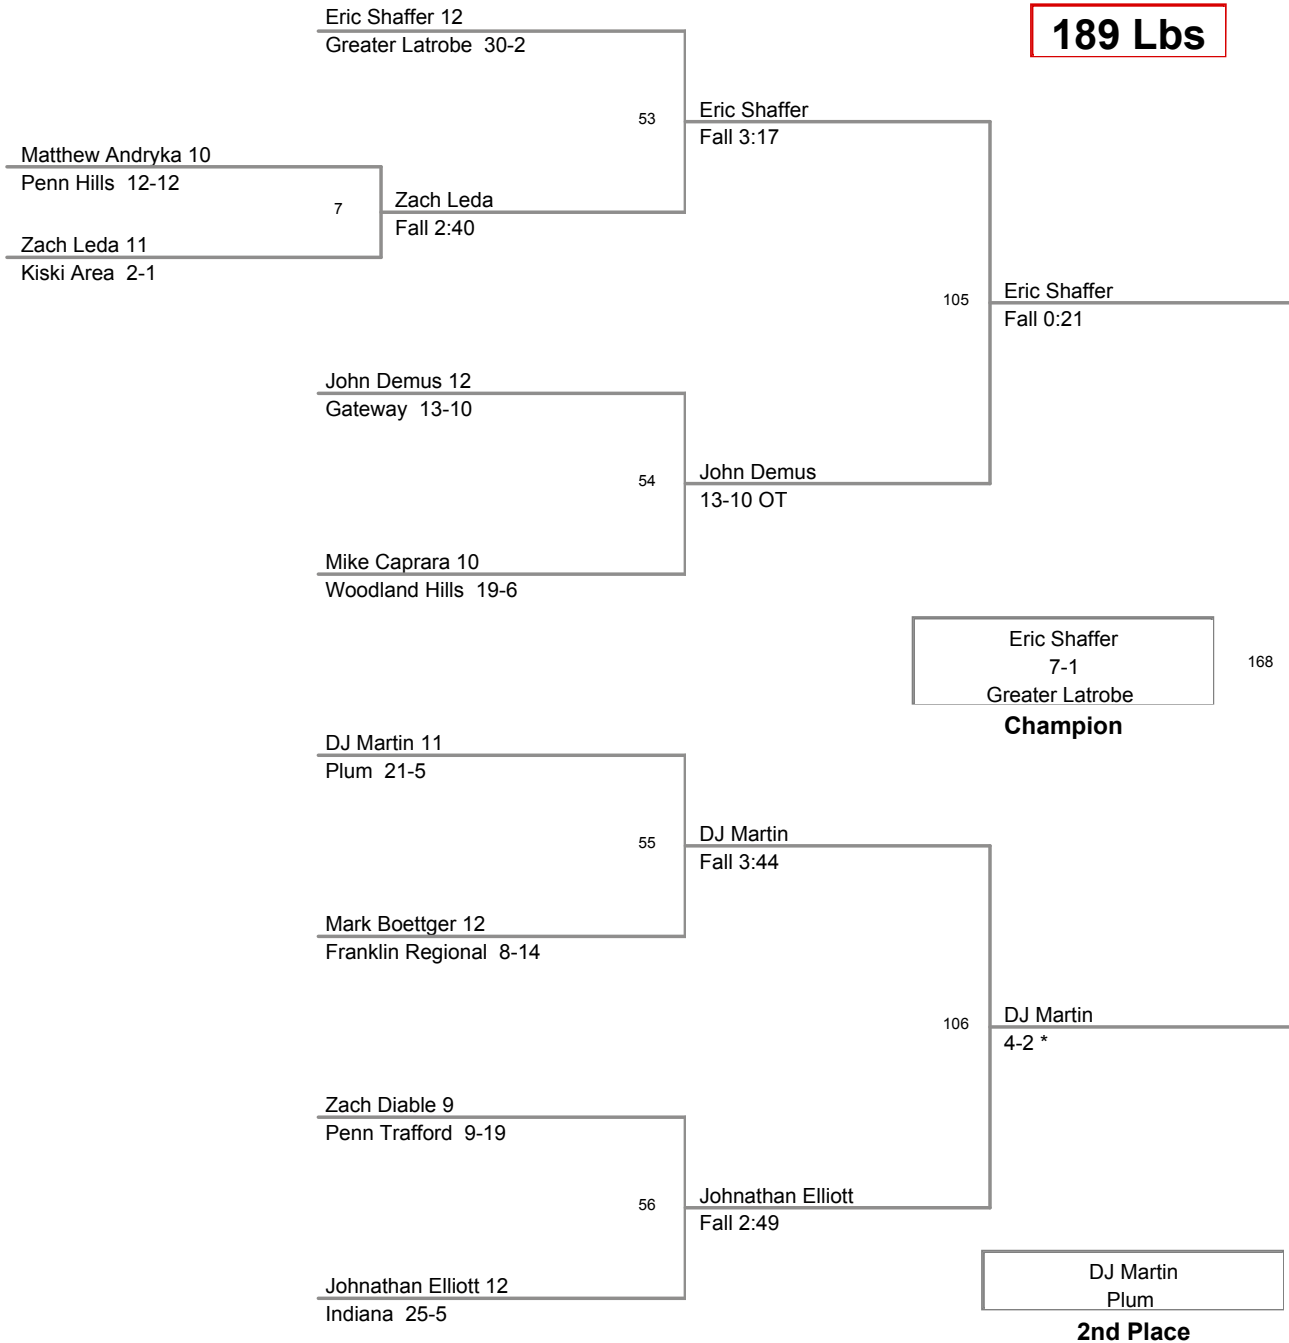 Eric Shaffer 12
Greater Latrobe 30-2
189 Lbs
53
Eric Shaffer
Fall 3:17
Matthew Andryka 10
Penn Hills 12-12
7
Zach Leda
Fall 2:40
Zach Leda 11
Kiski Area 2-1
105
Eric Shaffer
Fall 0:21
John Demus 12
Gateway 13-10
54
John Demus
13-10 OT
Mike Caprara 10
Woodland Hills 19-6
Eric Shaffer
7-1
Greater Latrobe
168
Champion
DJ Martin 11
Plum 21-5
55
DJ Martin
Fall 3:44
Mark Boettger 12
Franklin Regional 8-14
106
DJ Martin
4-2 *
Zach Diable 9
Penn Trafford 9-19
56
Johnathan Elliott
Fall 2:49
Johnathan Elliott 12
Indiana 25-5
DJ Martin
Plum
2nd Place